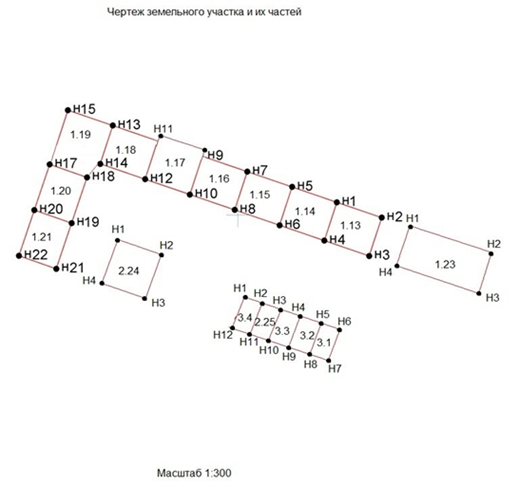 Чертеж земельного участка и их частей
Н15
Н13
Н11
1.19
1.18
Н9
1.17
Н17
Н14
Н7
Н18
1.16
Н12
Н5
1.20
Н10
1.15
Н1
Н20
Н8
1.14
Н2
Н19
1.13
Н1
1.21
Н6
Н1
Н4
Н2
Н2
Н22
Н3
Н21
2.24
Н4
1.23
Н4
Н3
Н3
Н1
Н2
Н3
Н4
Н5
Н6
3.4
2.25
3.3
3.2
3.1
Н12
Н11
Н10
Н9
Н8
Н7
Масштаб 1:300